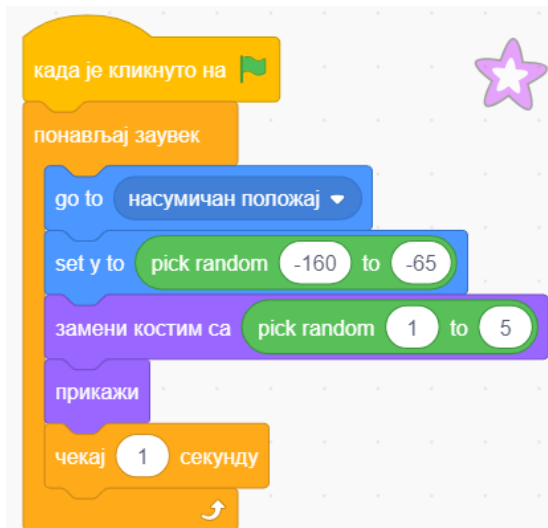 када је кликнуто на
понављај заувек
go to насумичан положај
set y to pick random -160 to -65
замени костим са pick random 1 to 5
прикажи
чекај 1 секунду